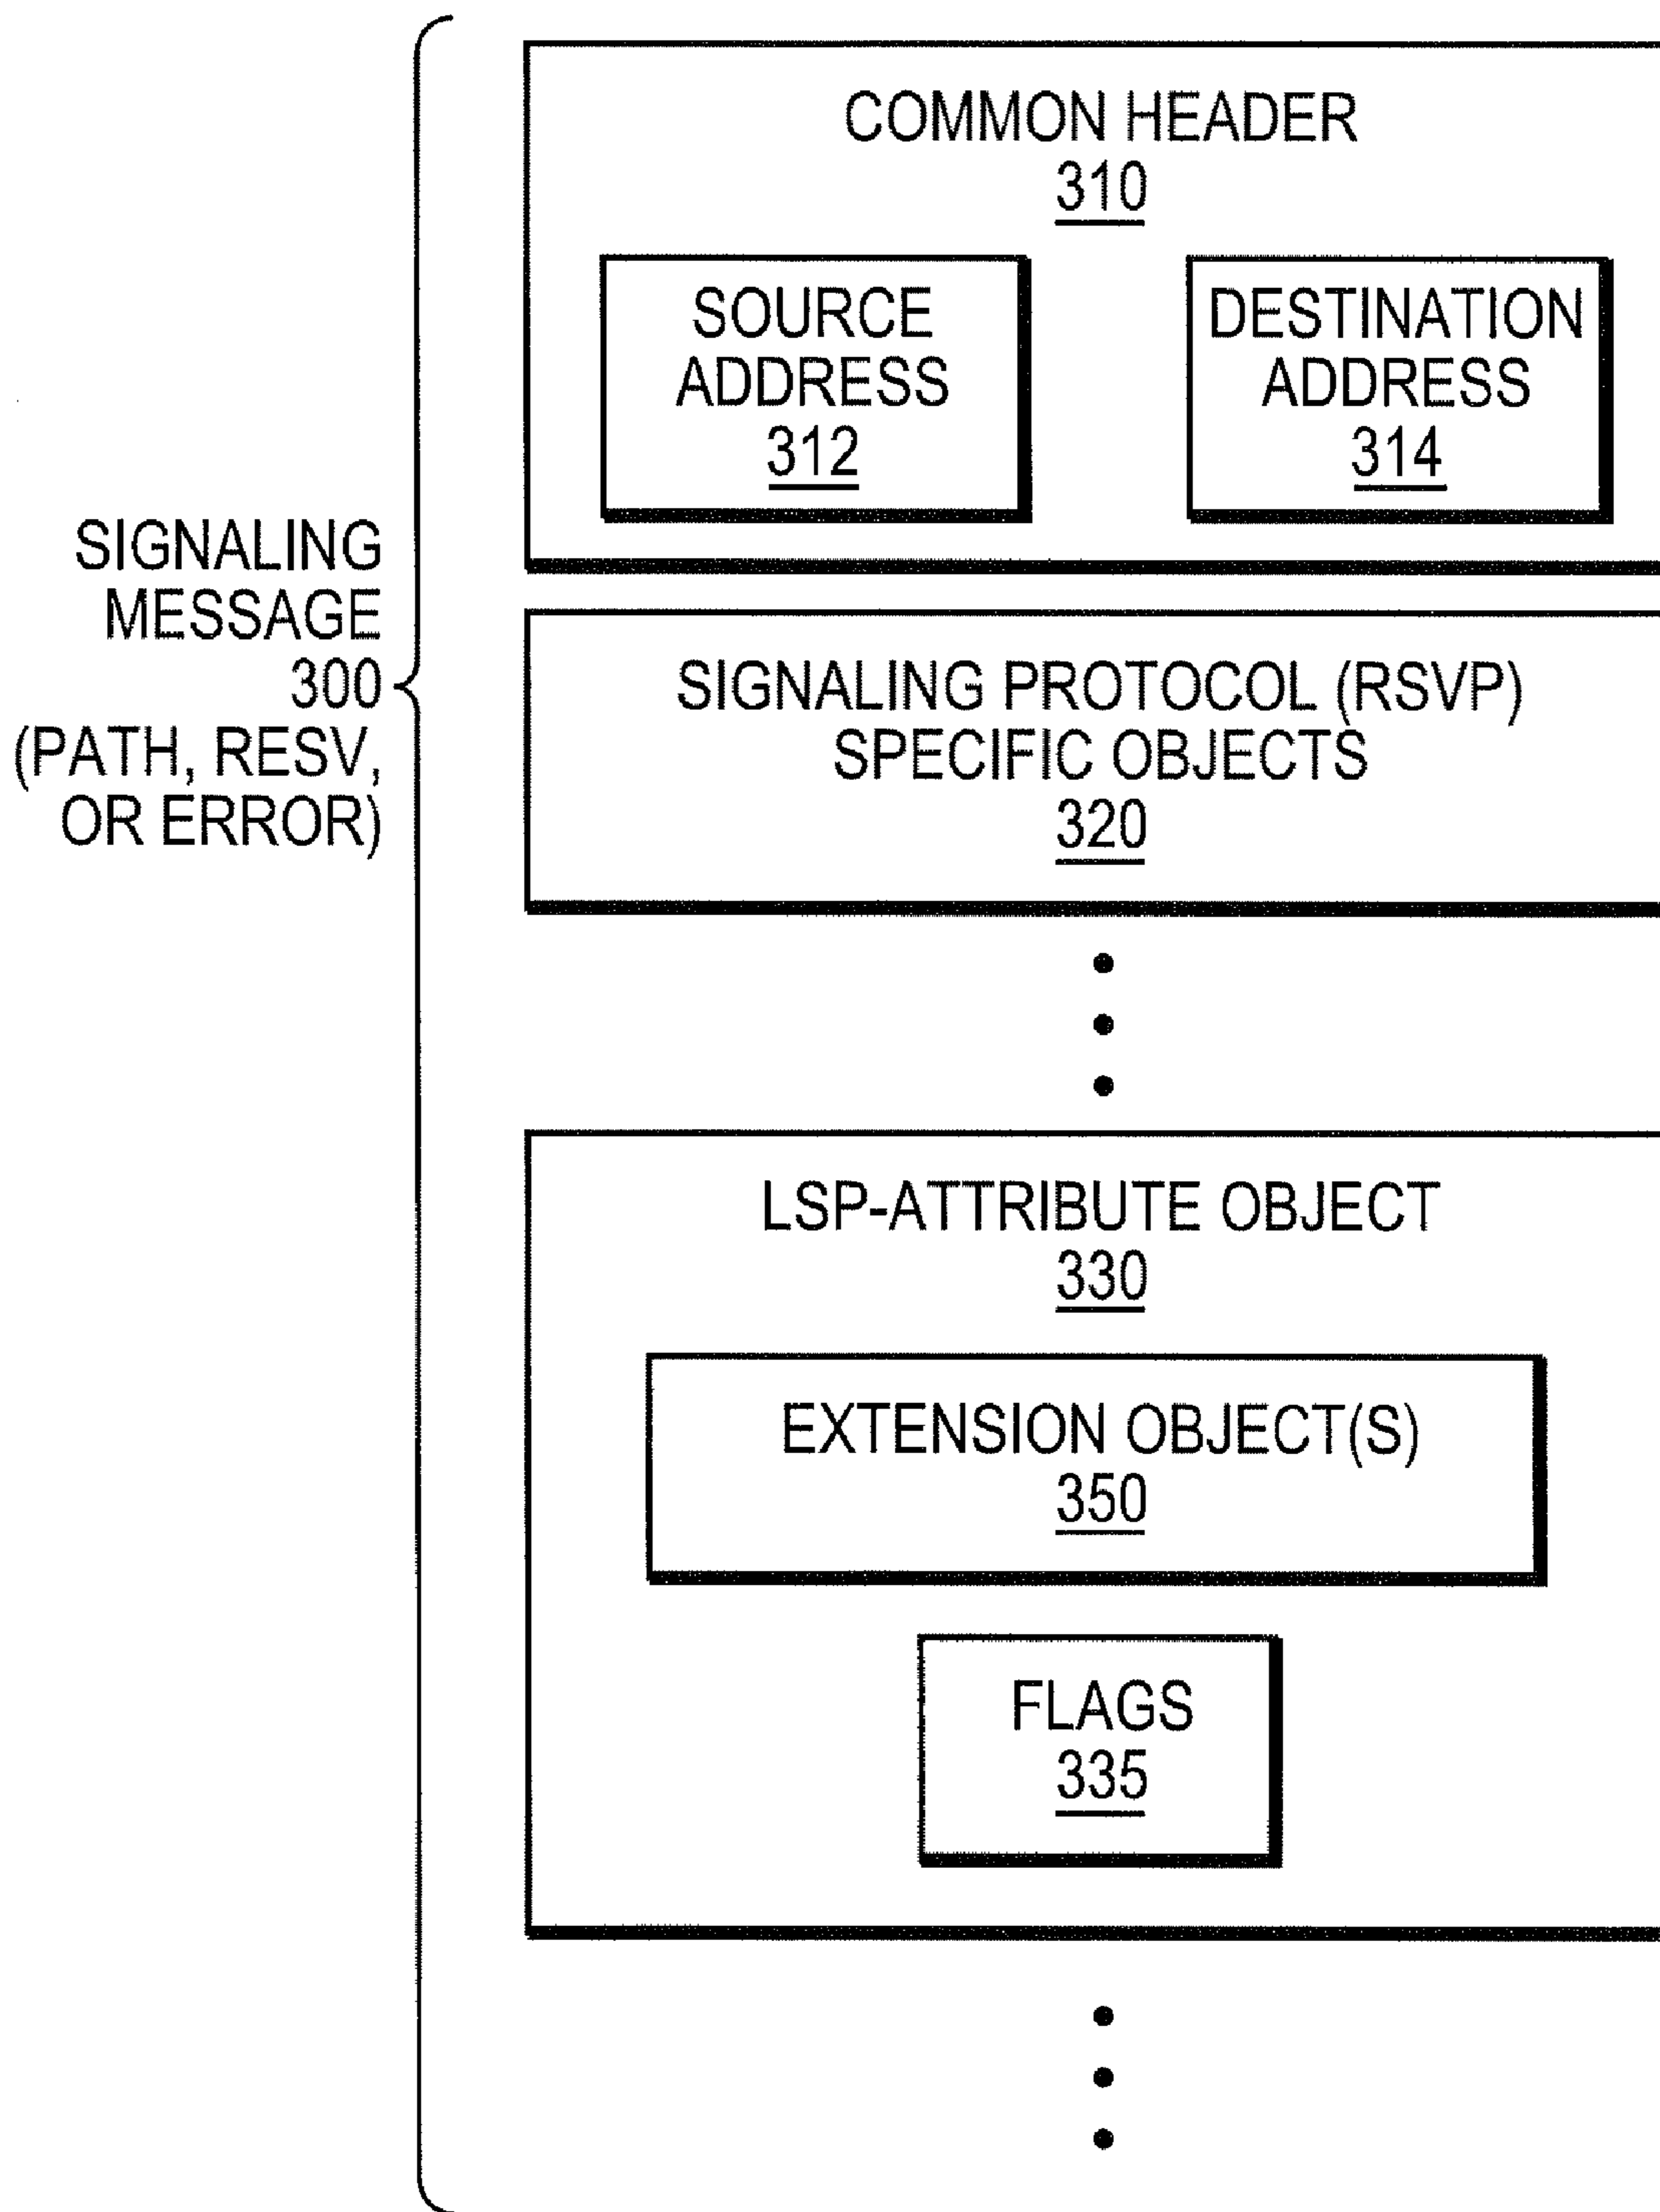 SIGNALING
MESSAGE
300
(PATH, RESV,
OR ERROR)
COMMON HEADER
310
SOURCE
ADDRESS
312
DESTINATION
ADDRESS
314
SIGNALING PROTOCOL (RSVP)
SPECIFIC OBJECTS
320
LSP-ATTRIBUTE OBJECT
330
EXTENSION OBJECT(S)
350
FLAGS
335